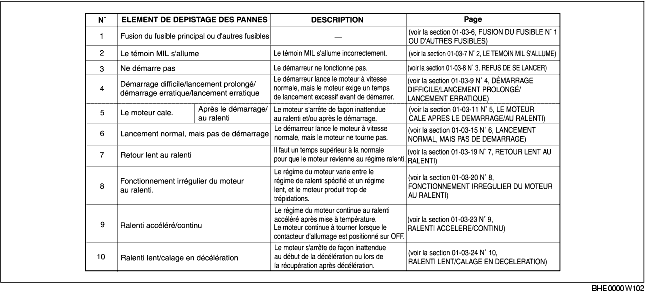 N°
ELEMENT DE DEPISTAGE DES PANNES
DESCRIPTION
Page
1
Fusion du fusible principal ou d'autres fusibles
—
(voir la section 01-03-6, FUSION DU FUSIBLE N° 1
OU D'AUTRES FUSIBLES)
2
Le témoin MIL s'allume
Le témoin MIL s'allume incorrectement.
(voir la section 01-03-7 N° 2, LE TEMOIN MIL S'ALLUME)
3
Ne démarre pas
Le démarreur ne fonctionne pas.
(voir la section 01-03-8 N° 3, REFUS DE SE LANCER)
4
Démarrage difficile/lancement prolongé/
démarrage erratique/lancement erratique
Le démarreur lance le moteur à vitesse
normale, mais le moteur exige un temps
de lancement excessif avant de démarrer.
(voir la section 01-03-9 N° 4, DÉMARRAGE
DIFFICILE/LANCEMENT PROLONGÉ/
LANCEMENT ERRATIQUE)
5
Le moteur cale.
Après le démarrage/
au ralenti
Le moteur s'arrête de façon inattendue
au ralenti et/ou après le démarrage.
(voir la section 01-03-11 N° 5, LE MOTEUR
CALE APRES LE DEMARRAGE/AU RALENTI)
6
Lancement normal, mais pas de démarrage
Le démarreur lance le moteur à vitesse
normale, mais le moteur ne tourne pas.
(voir la section 01-03-15 N° 6, LANCEMENT
NORMAL, MAIS PAS DE DEMARRAGE)
7
Retour lent au ralenti
Il faut un temps supérieur à la normale
pour que le moteur revienne au régime ralenti.
(voir la section 01-03-19 N° 7, RETOUR LENT AU
RALENTI)
8
Fonctionnement irrégulier du moteur
au ralenti.
Le régime du moteur varie entre le
régime de ralenti spécifié et un régime
lent, et le moteur produit trop de
trépidations.
(voir la section 01-03-20 N° 8,
FONCTIONNEMENT IRREGULIER DU MOTEUR
AU RALENTI)
9
Ralenti accéléré/continu
Le régime du moteur continue au ralenti
accéléré après mise à température.
Le moteur continue à tourner lorsque le
contacteur d'allumage est positionné sur OFF.
(voir la section 01-03-23 N° 9,
RALENTI ACCELERE/CONTINU)
10
Ralenti lent/calage en décélération
Le moteur s'arrête de façon inattendue
au début de la décélération ou lors de
la récupération après décélération.
(voir la section 01-03-24 N° 10,
RALENTI LENT/CALAGE EN DECELERATION)
BHE0000W102